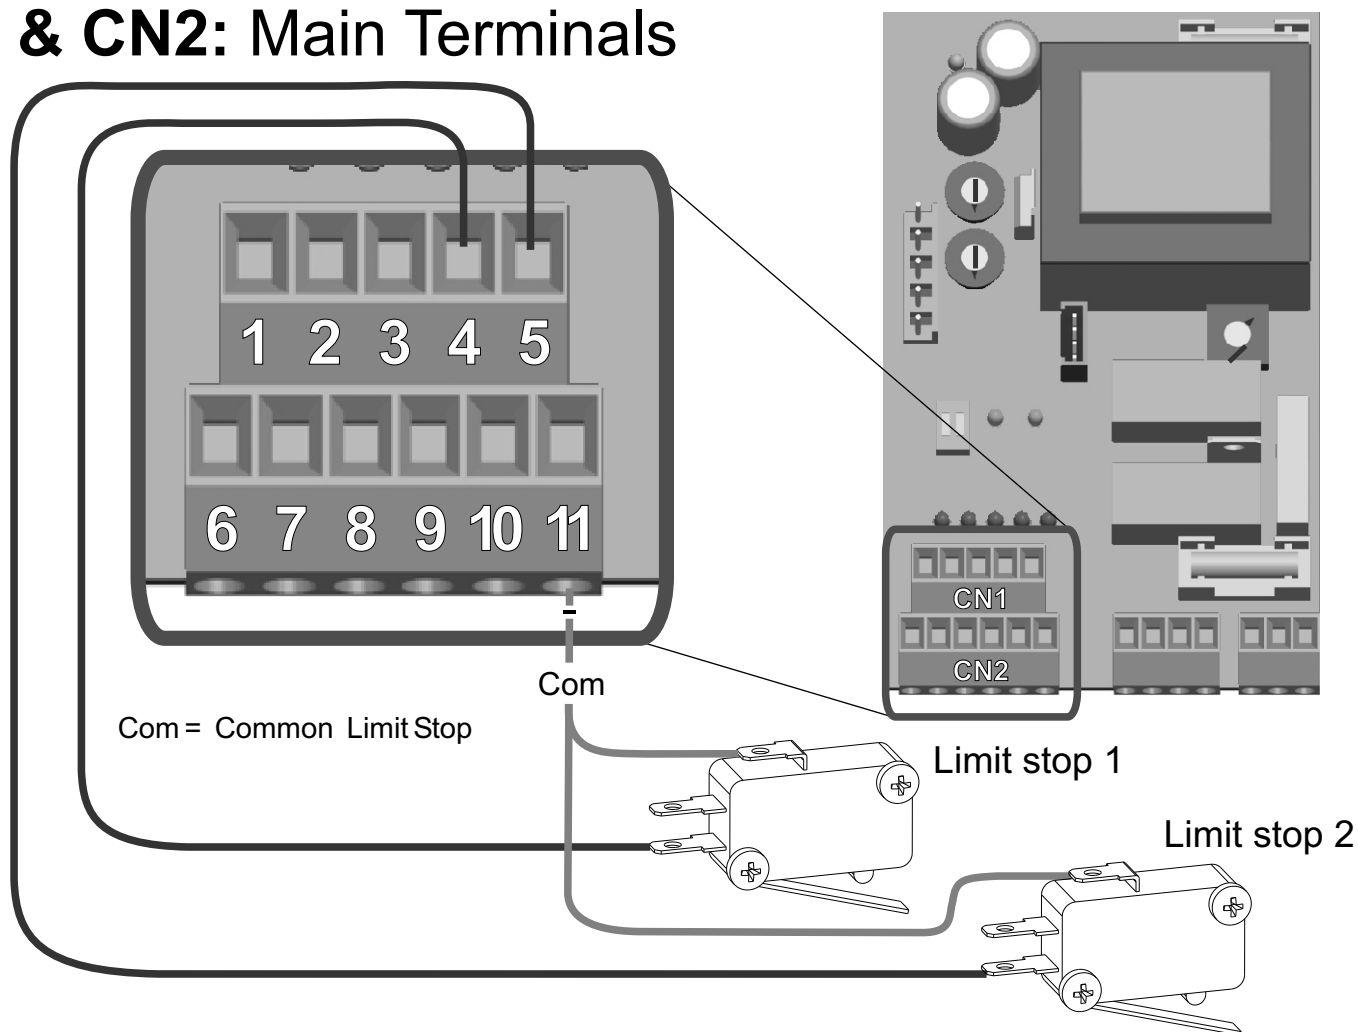 & CN2: Main Terminals
1 2 3 4 5
6 7 8 9 10 11
CN1
CN2
-
Com
Com = Common Limit Stop
Limit stop 1
Limit stop 2